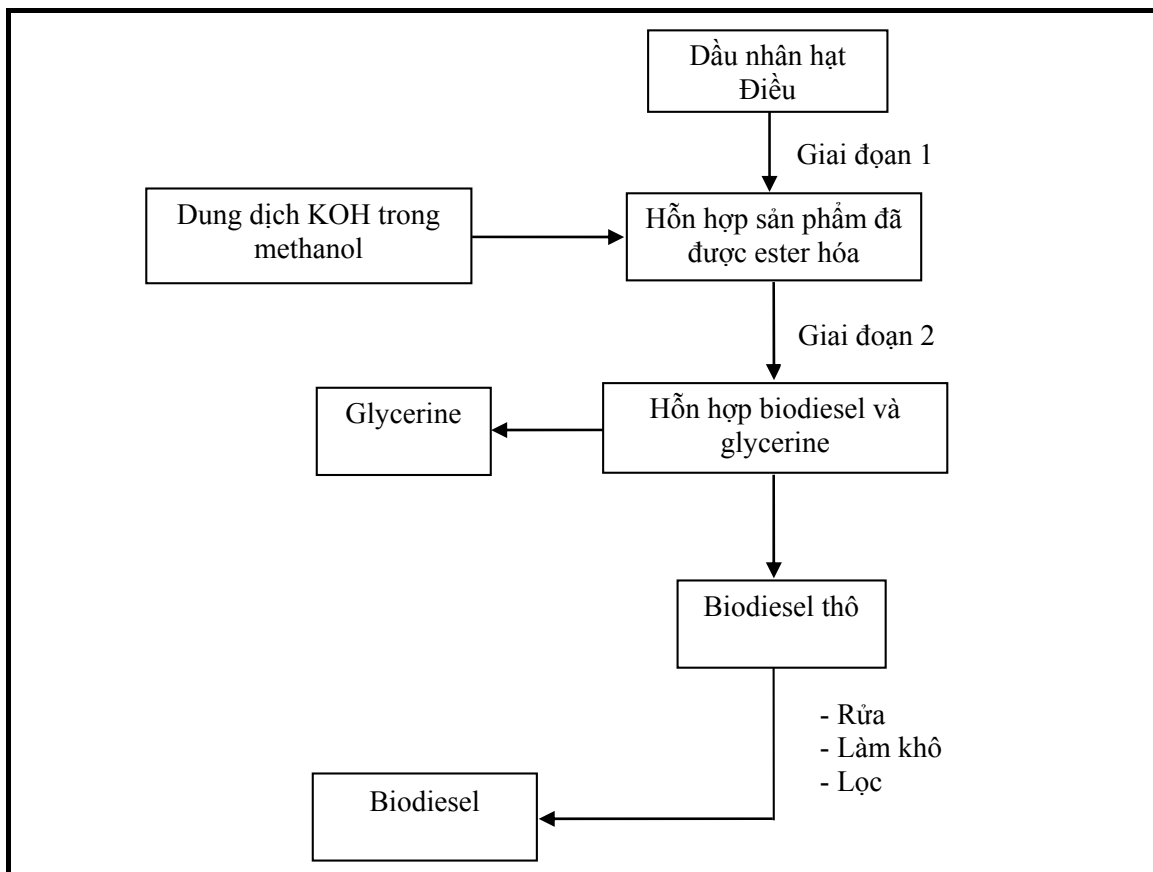 Dầu nhân hạt
Điều
Giai đọan 1
Dung dịch KOH trong
methanol
Hỗn hợp sản phẩm đã
được ester hóa
Giai đoạn 2
Glycerine
Hỗn hợp biodiesel và
glycerine
Biodiesel thô
- Rửa
- Làm khô
- Lọc
Biodiesel